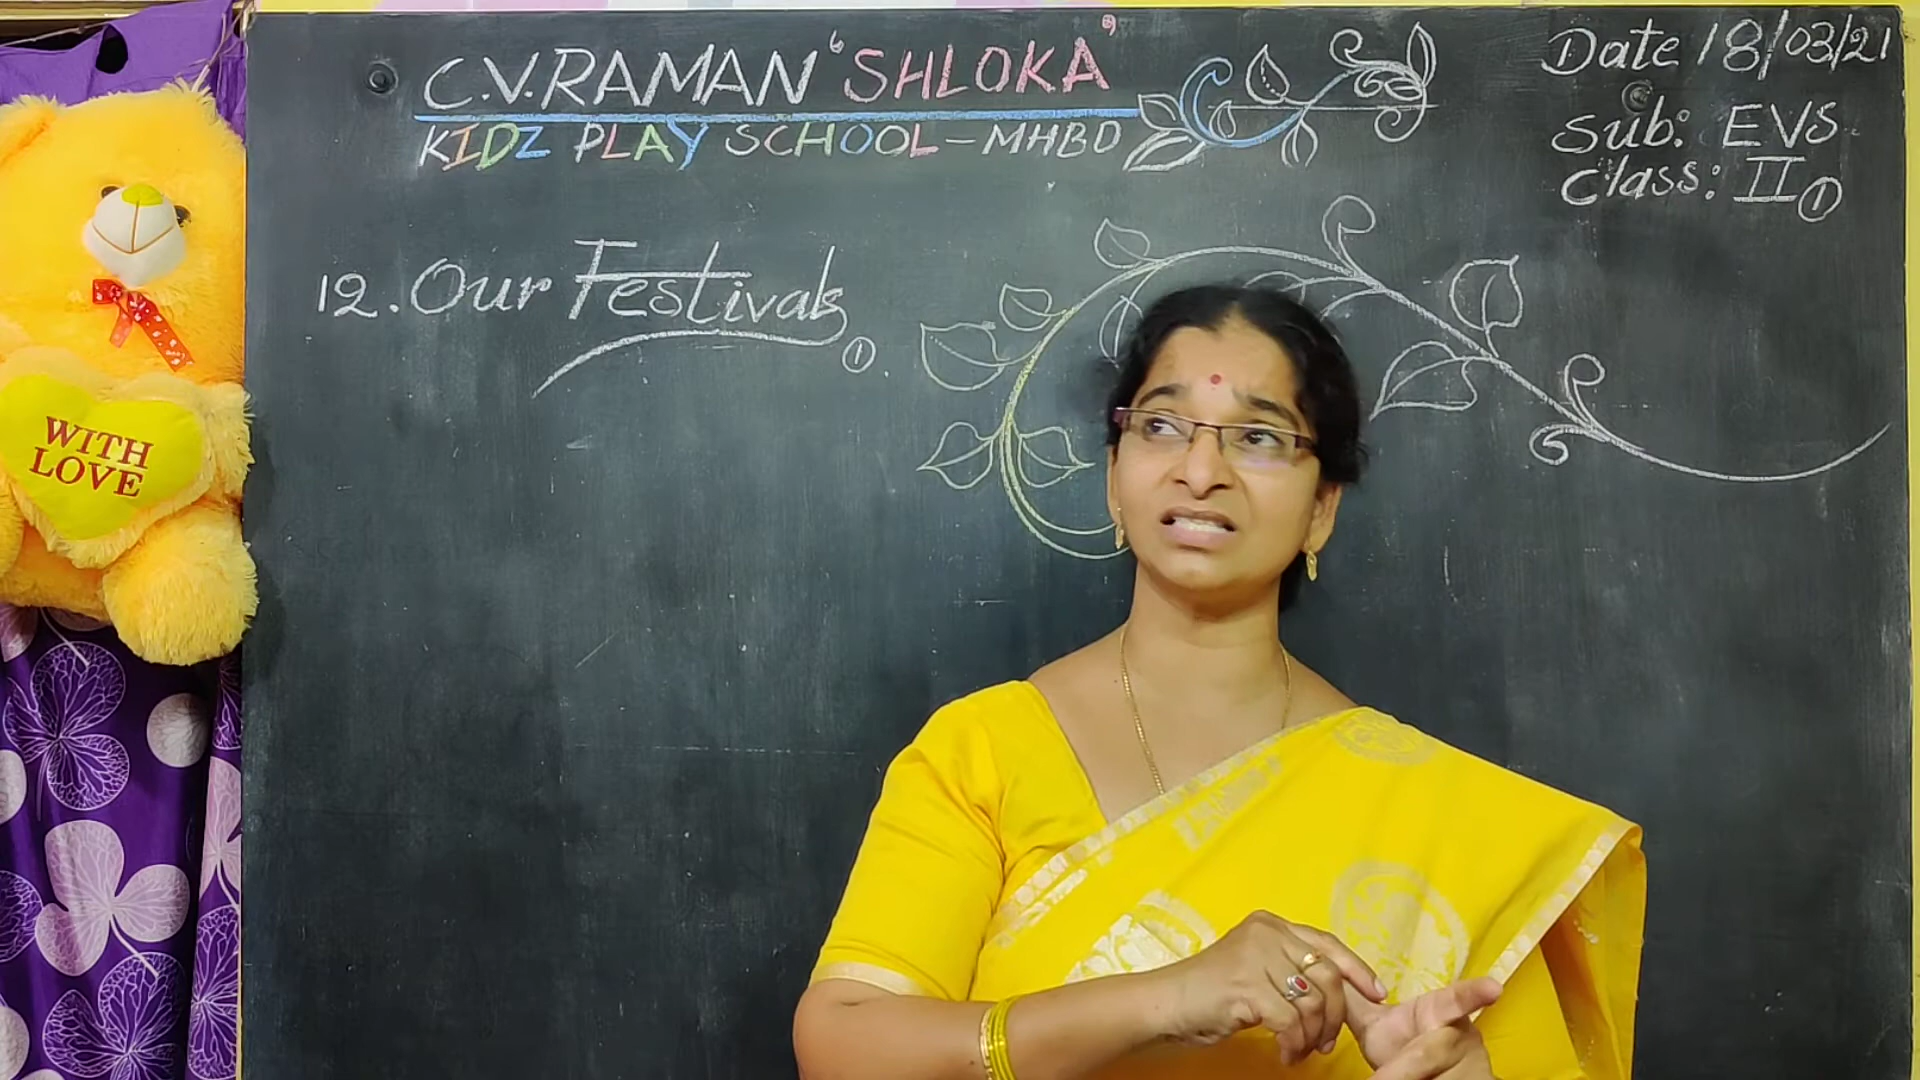 C.V.RAMAN "SHLOKA"
KIDZ PLAY SCHOOL-MHBD
Date 18/03/21
Sub: EVS
Class: II ①
12. Our Festivals ①
WITH
LOVE